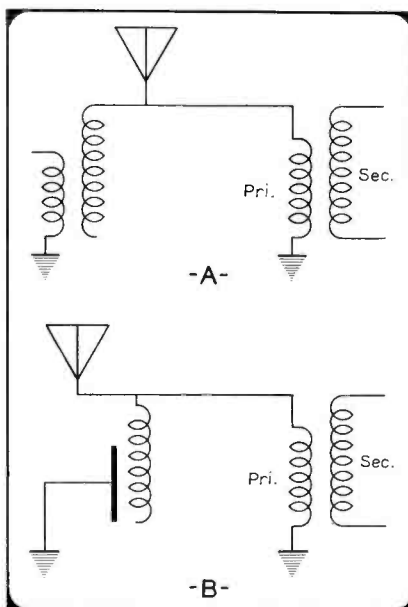 Pri.
Sec.
-A-
Pri.
Sec.
-B-